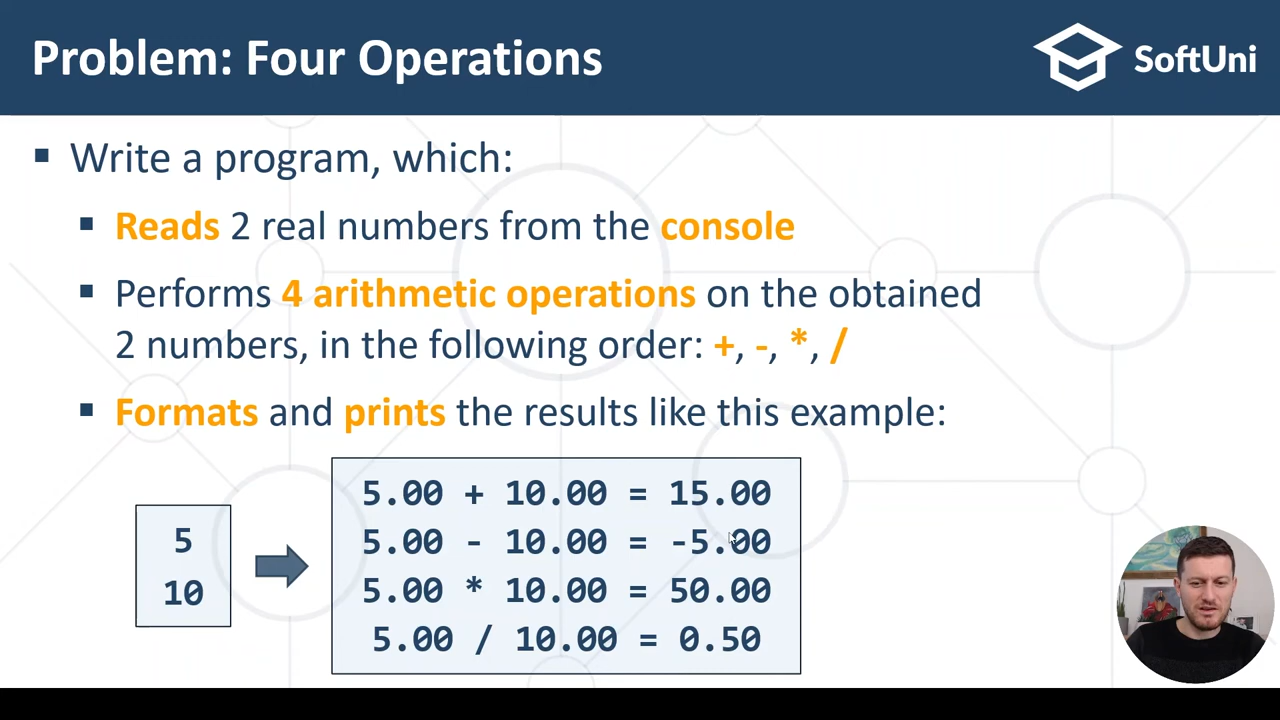 Problem: Four Operations
SoftUni
Write a program, which:
Reads 2 real numbers from the console
Performs 4 arithmetic operations on the obtained
2 numbers, in the following order: +, -, *, /
Formats and prints the results like this example:
5
10
5.00 + 10.00 = 15.00
5.00 - 10.00 = -5.00
5.00 * 10.00 = 50.00
5.00 / 10.00 = 0.50